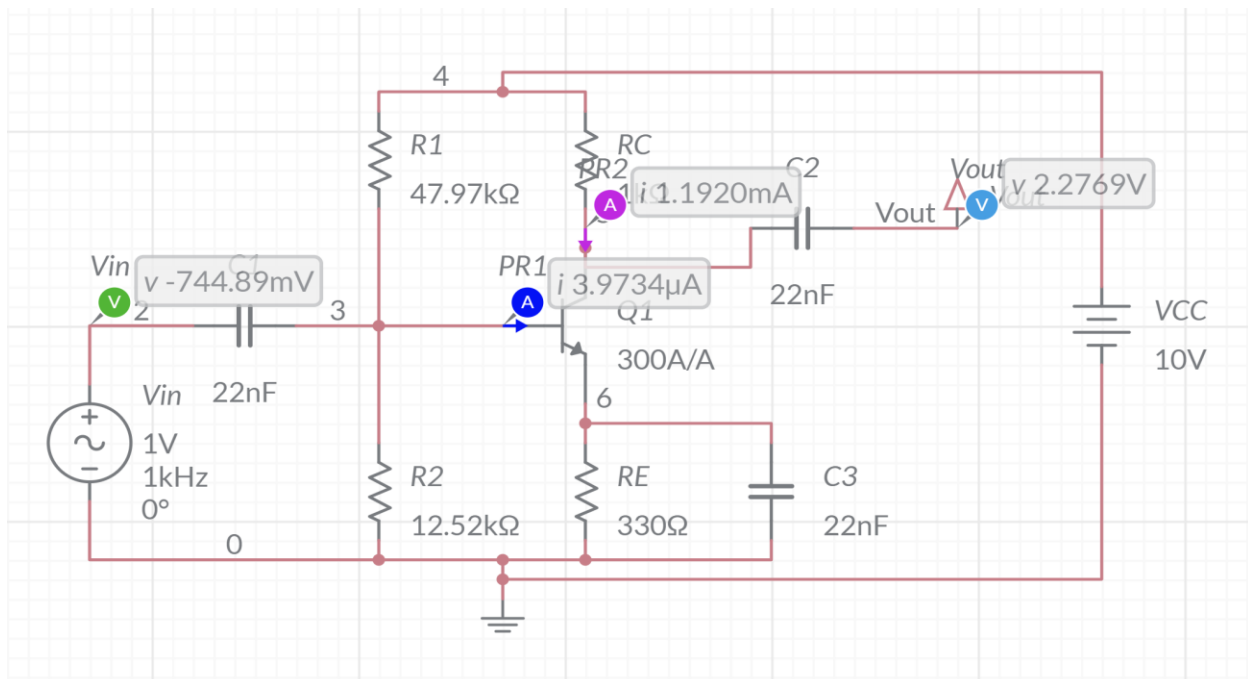 4
R1
47.97kΩ
RC
PR2
A
i 1.1920mA
C2
22nF
Vout
Vout
V
v 2.2769V
Vin
V
v -744.89mV
C1
2
3
22nF
PR1
A
i 3.9734µA
Q1
300A/A
6
VCC
10V
Vin
1V
1kHz
0°
R2
12.52kΩ
RE
330Ω
C3
22nF
0